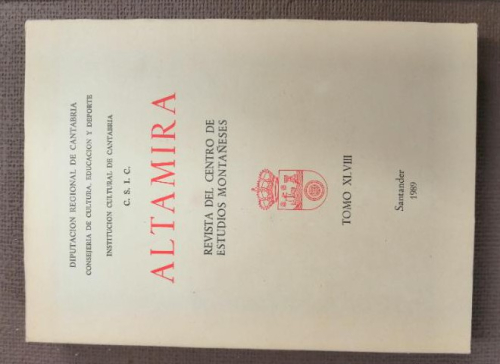 DIPUTACION REGIONAL DE CANTABRIA
CONSEJERIA DE CULTURA, EDUCACION Y DEPORTE
INSTITUCION CULTURAL DE CANTABRIA
C. S. I. C.
ALTAMIRA
REVISTA DEL CENTRO DE
ESTUDIOS MONTAÑESES
TOMO XLVIII
Santander
1989